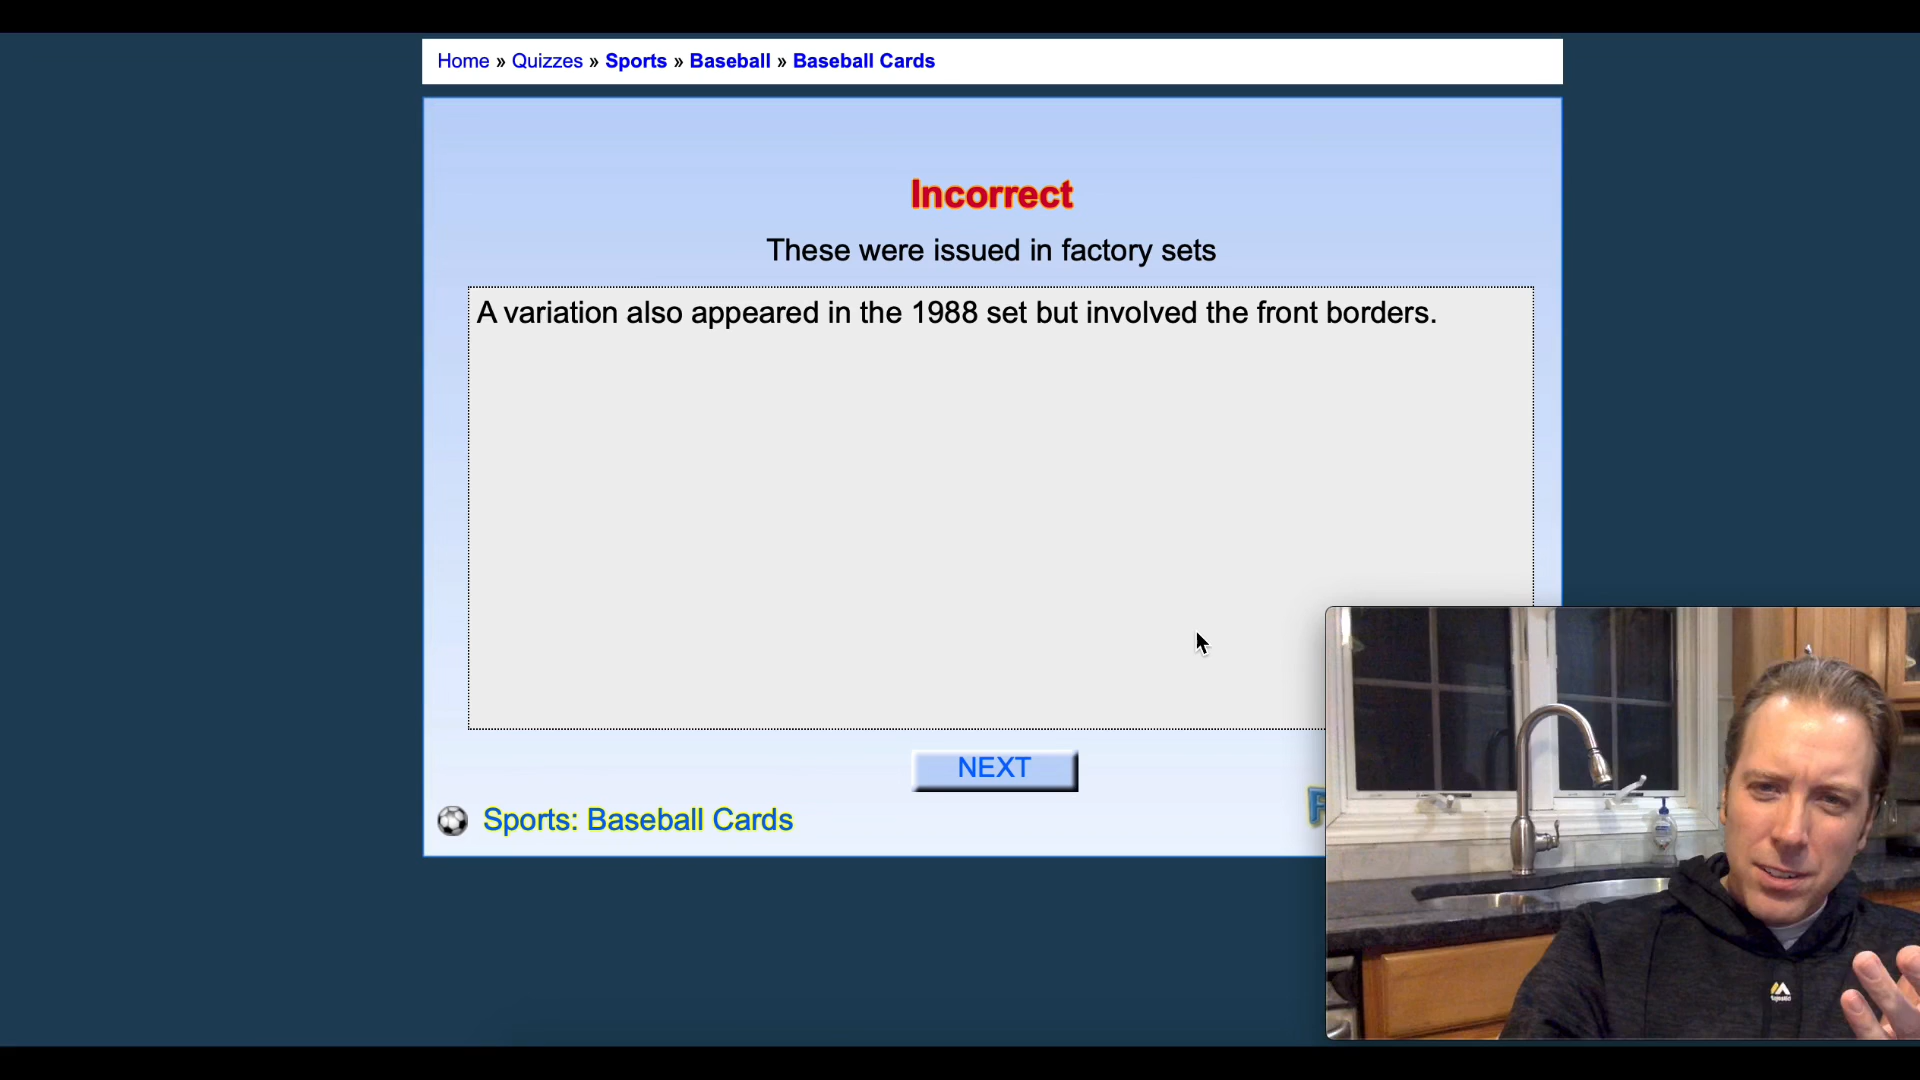 Home » Quizzes » Sports » Baseball » Baseball Cards
Incorrect
These were issued in factory sets
A variation also appeared in the 1988 set but involved the front borders.
NEXT
Sports: Baseball Cards